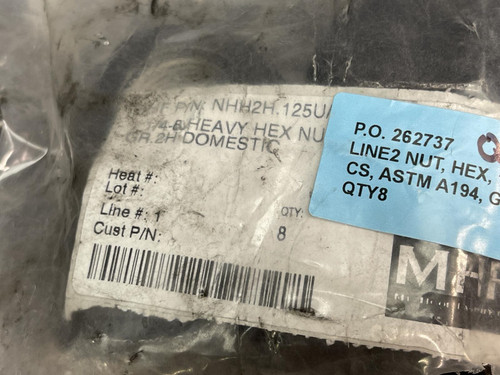 P/N: NHH2H.125U
HEAVY HEX NU
GR.2H DOMESTIC
Heat #:
Lot #:
Line #: 1
QTY:
8
Cust P/N:
P.O. 262737
LINE2 NUT, HEX,
CS, ASTM A194, G
QTY8